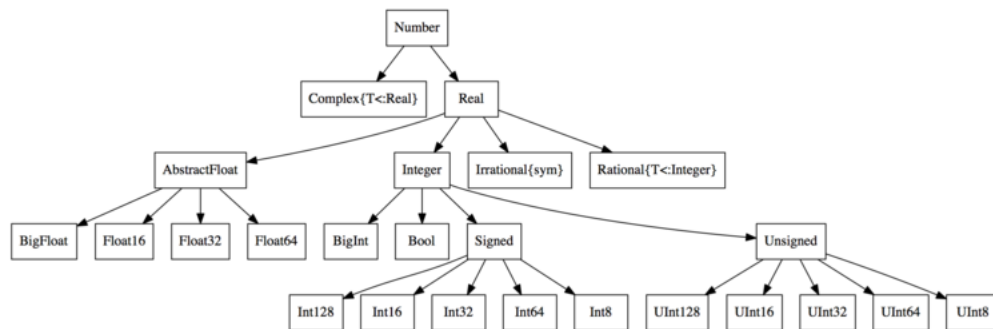 Number
Complex{T<:Real} Real
AbstractFloat Integer Irrational{sym} Rational{T<:Integer}
BigFloat Float16 Float32 Float64 BigInt Bool Signed Unsigned
Int128 Int16 Int32 Int64 Int8 UInt128 UInt16 UInt32 UInt64 UInt8